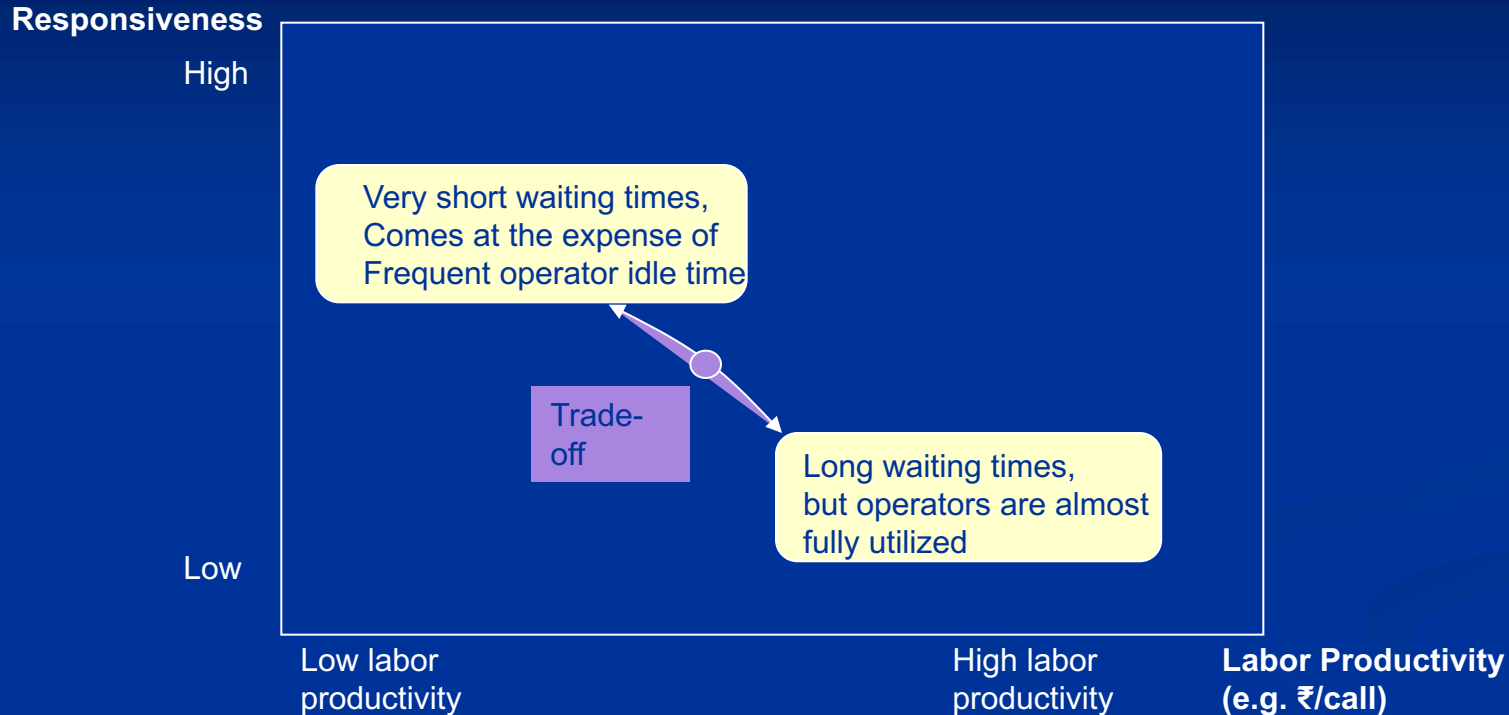 Responsiveness
High
Very short waiting times,
Comes at the expense of
Frequent operator idle time
Trade-
off
Long waiting times,
but operators are almost
fully utilized
Low
Low labor
productivity
High labor
productivity
Labor Productivity
(e.g. ₹/call)